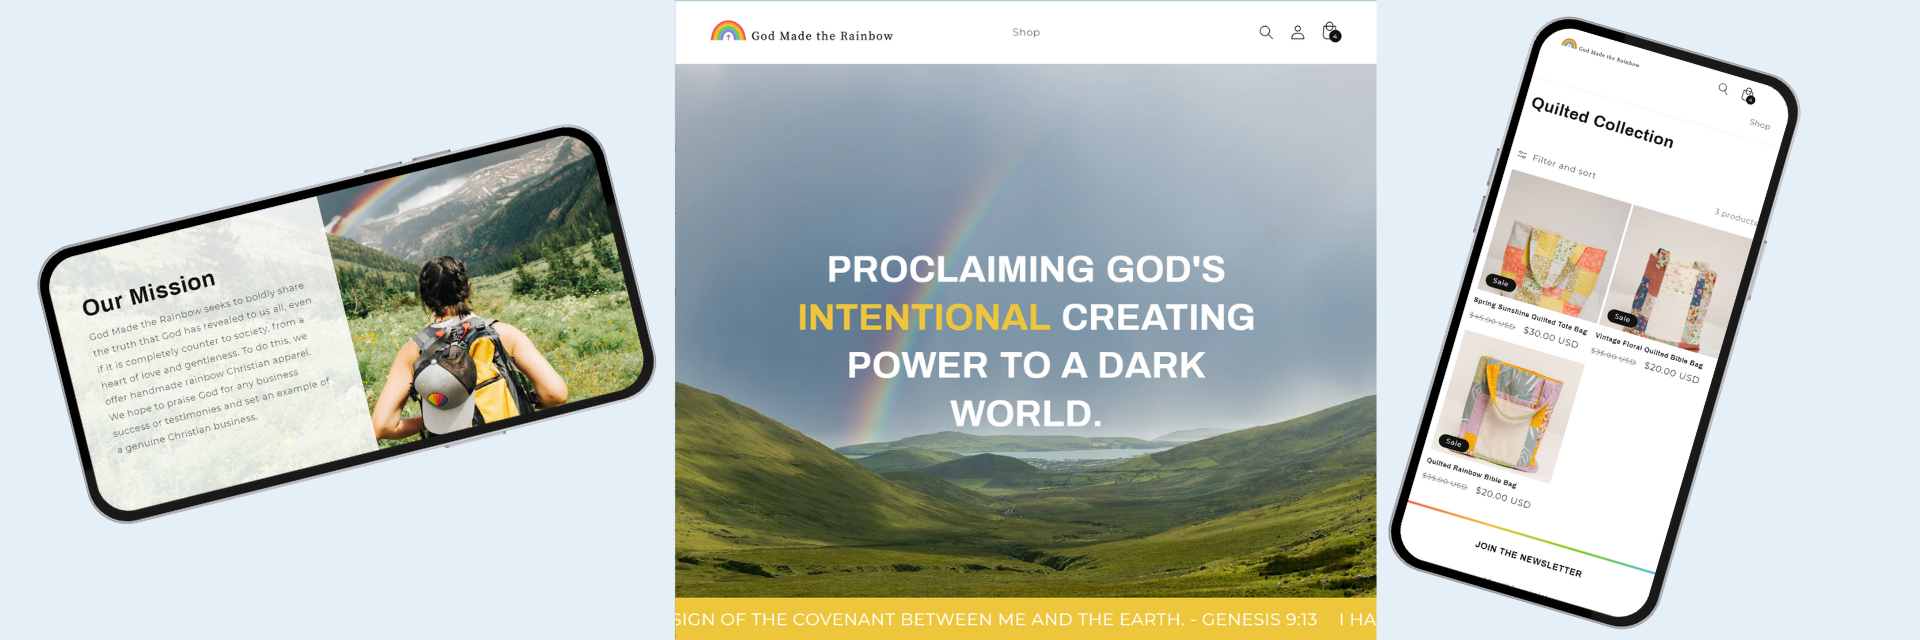 Our Mission
God Made the Rainbow seeks to boldly share
the truth that God has revealed to us all, even
if it is completely counter to society, from a
heart of love and gentleness. To do this, we
offer handmade rainbow Christian apparel.
We hope to praise God for any business
success or testimonies and set an example of
a genuine Christian business.
God Made the Rainbow
Shop
4
PROCLAIMING GOD'S
INTENTIONAL CREATING
POWER TO A DARK
WORLD.
SIGN OF THE COVENANT BETWEEN ME AND THE EARTH. - GENESIS 9:13 I HA
God Made the Rainbow
Shop
Quilted Collection
Filter and sort
3 products
Sale
Spring Sunshine Quilted Tote Bag
$45.00 USD $30.00 USD
Sale
Vintage Floral Quilted Bible Bag
$35.00 USD $20.00 USD
Sale
Quilted Rainbow Bible Bag
$35.00 USD $20.00 USD
JOIN THE NEWSLETTER